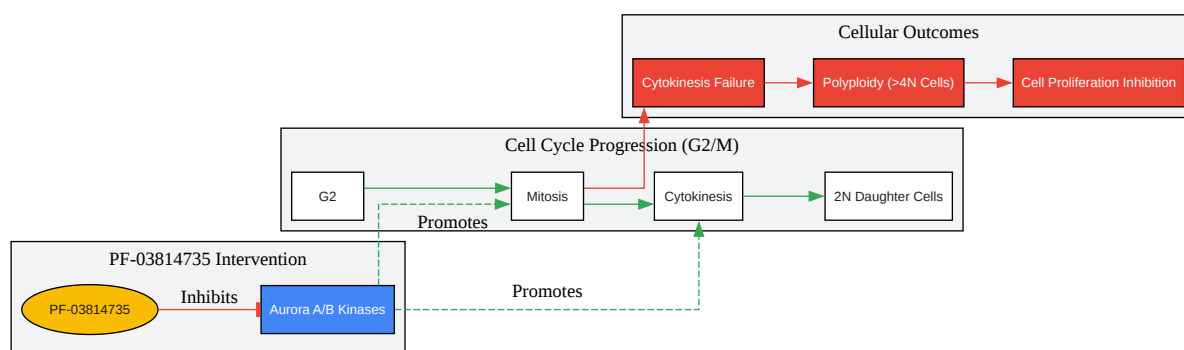 Cellular Outcomes
Cytokinesis Failure
Polyploidy (>4N Cells)
Cell Proliferation Inhibition
Cell Cycle Progression (G2/M)
G2
Mitosis
Cytokinesis
2N Daughter Cells
Promotes
PF-03814735 Intervention
PF-03814735
Inhibits
Aurora A/B Kinases
Promotes